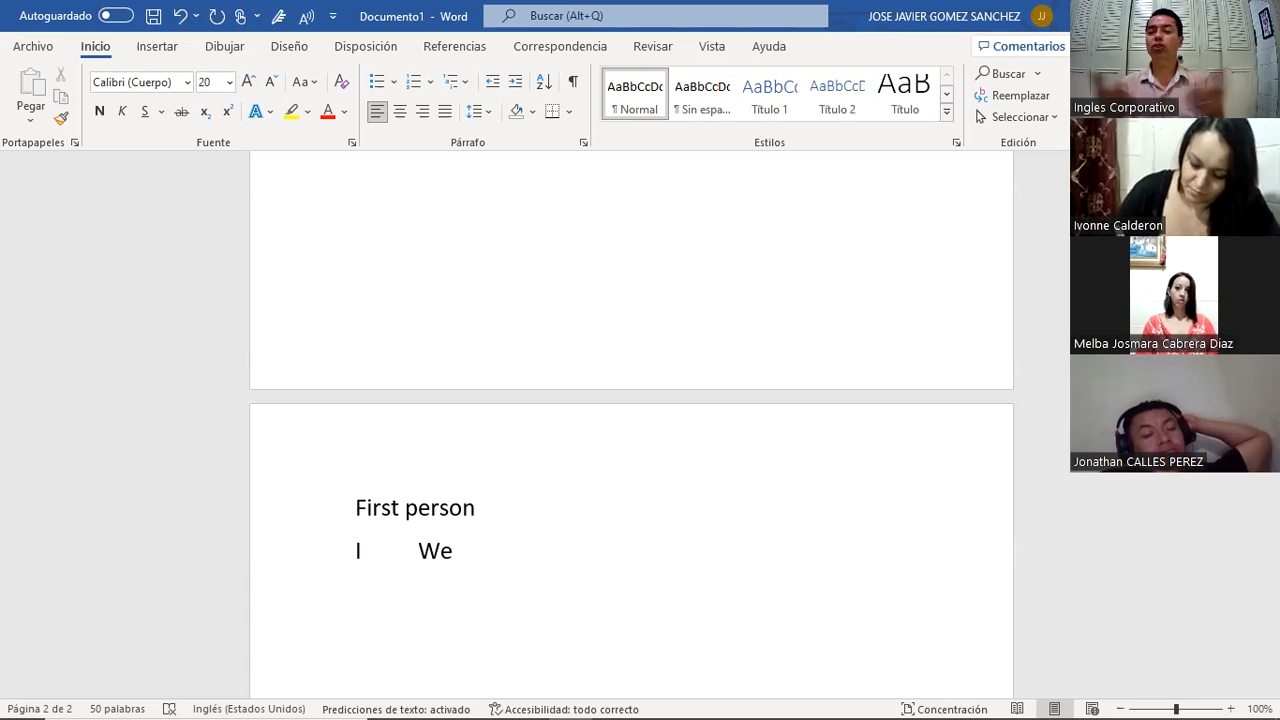 Autoguardado Documento1 - Word Buscar (Alt+Q) JOSE JAVIER GOMEZ SANCHEZ JJ
Archivo Inicio Insertar Dibujar Diseño Disposición Referencias Correspondencia Revisar Vista Ayuda Comentarios
Pegar
Portapapeles
Calibri (Cuerpo) 20
N K S ab x₂ x²
Fuente
Párrafo
AaBbCcDc AaBbCcDc AaBbCc AaBbCcD AaB
¶ Normal ¶ Sin espa... Título 1 Título 2 Título
Estilos
Buscar
Reemplazar
Seleccionar
Edición
Ingles Corporativo
Ivonne Calderon
Melba Josmara Cabrera Diaz
Jonathan CALLES PEREZ
First person
I We
Página 2 de 2 50 palabras Inglés (Estados Unidos) Predicciones de texto: activado Accesibilidad: todo correcto Concentración 100%